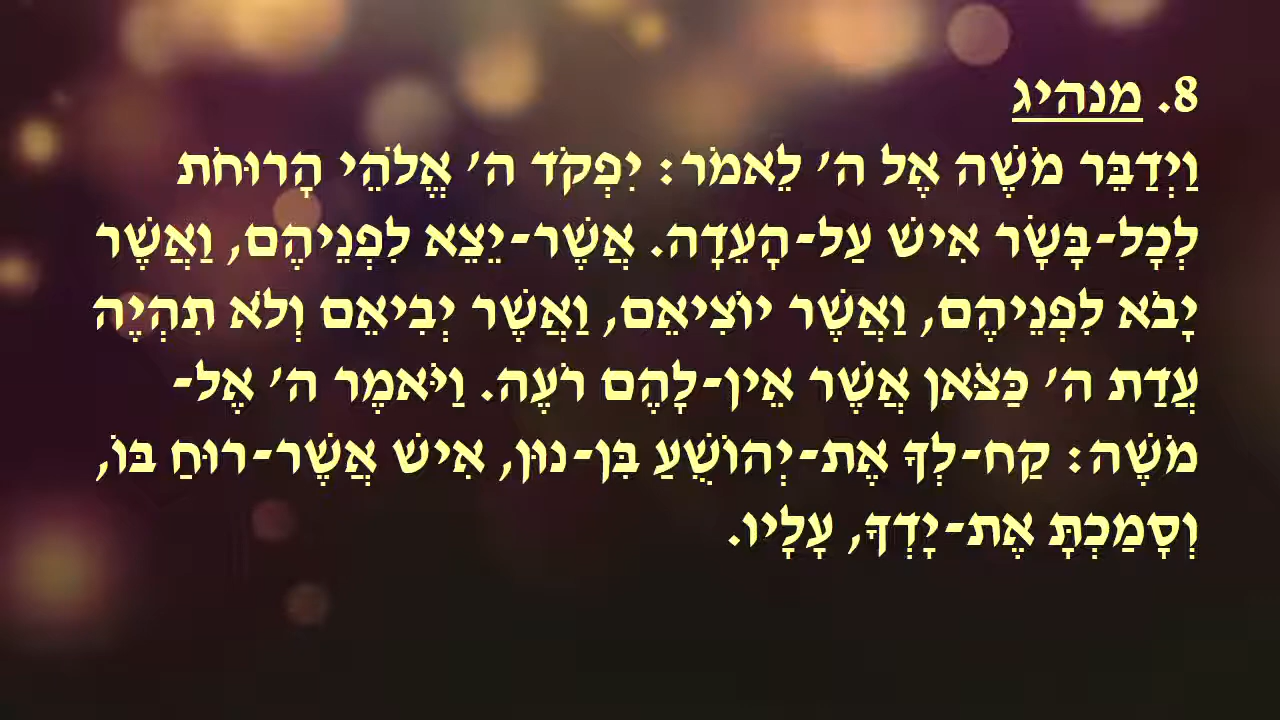 8. מנהיג
וַיְדַבֵּר מֹשֶׁה אֶל ה׳ לֵאמֹר: יִפְקֹד ה׳ אֱלֹהֵי הָרוּחֹת
לְכָל-בָּשָׂר אִישׁ עַל-הָעֵדָה. אֲשֶׁר-יֵצֵא לִפְנֵיהֶם, וַאֲשֶׁר
יָבֹא לִפְנֵיהֶם, וַאֲשֶׁר יוֹצִיאֵם, וַאֲשֶׁר יְבִיאֵם וְלֹא תִהְיֶה
עֲדַת ה׳ כַּצֹּאן אֲשֶׁר אֵין-לָהֶם רֹעֶה. וַיֹּאמֶר ה׳ אֶל-
מֹשֶׁה: קַח-לְךָ אֶת-יְהוֹשֻׁעַ בִּן-נוּן, אִישׁ אֲשֶׁר-רוּחַ בּוֹ,
וְסָמַכְתָּ אֶת-יָדְךָ, עָלָיו.